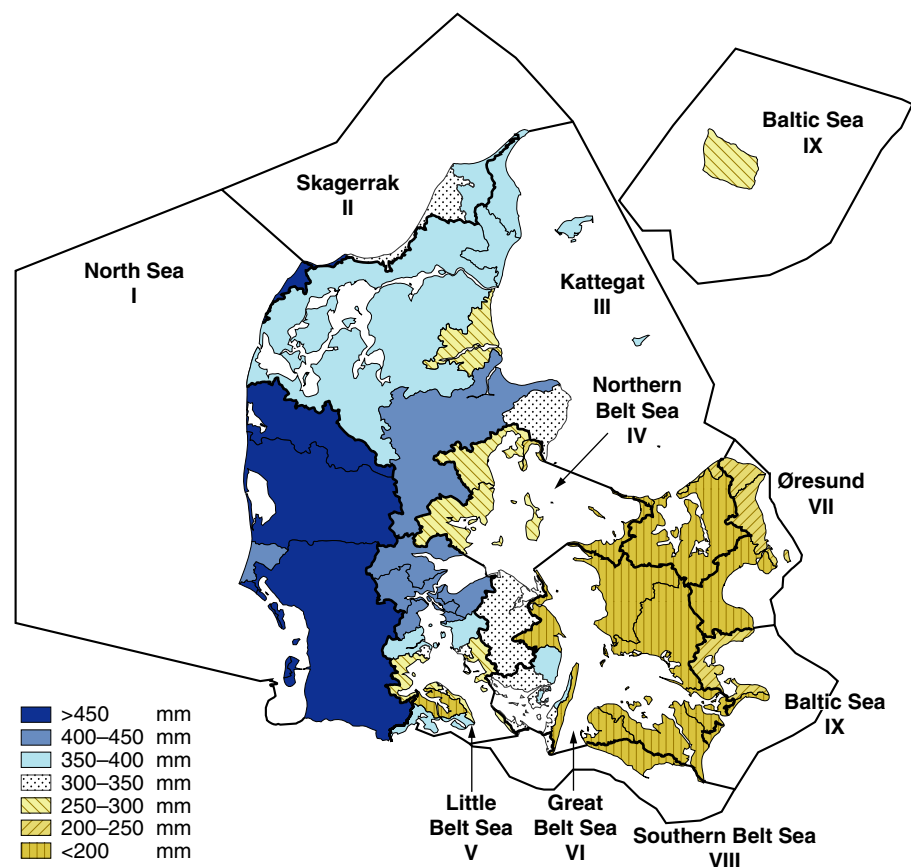 Baltic Sea
IX
Skagerrak
II
North Sea
I
Kattegat
III
Northern
Belt Sea
IV
Øresund
VII
Baltic Sea
IX
>450 mm
400–450 mm
350–400 mm
300–350 mm
250–300 mm
200–250 mm
<200 mm
Little
Belt Sea
V
Great
Belt Sea
VI
Southern Belt Sea
VIII